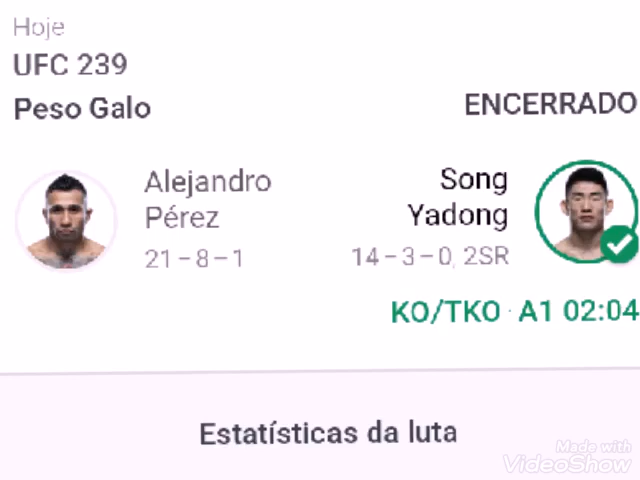 Hoje
UFC 239
Peso Galo
ENCERRADO
Alejandro
Pérez
21 – 8 – 1
Song
Yadong
14 – 3 – 0, 2SR
KO/TKO · A1 02:04
Estatísticas da luta
Made with
VideoShow